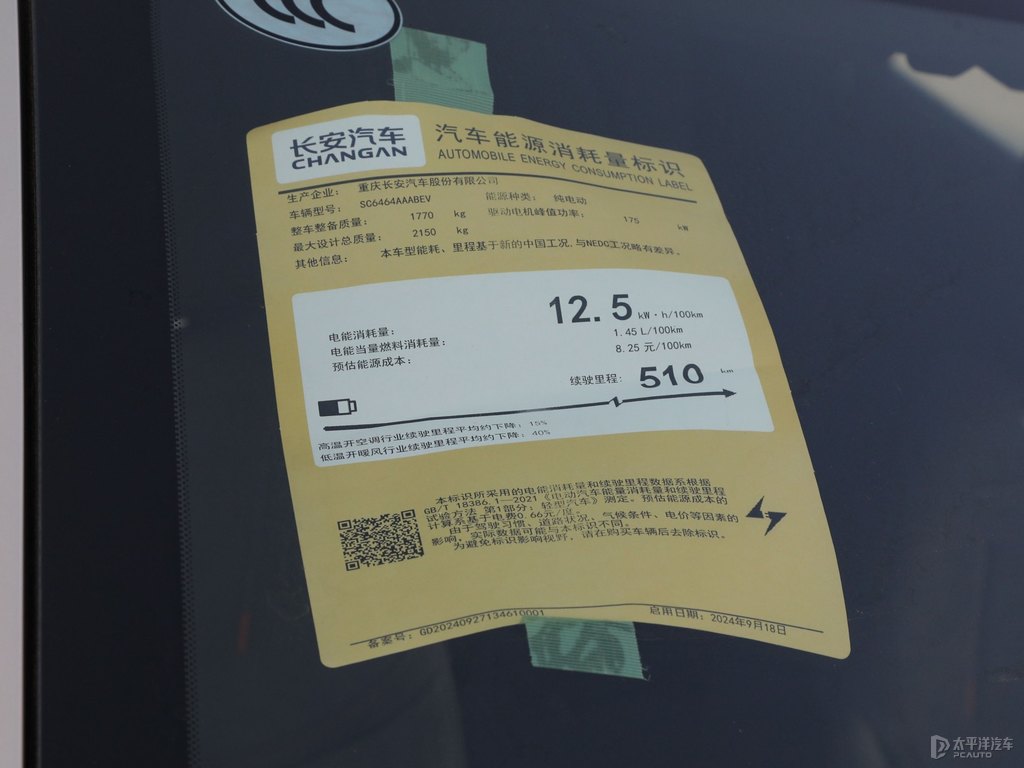 长安汽车
CHANGAN
汽车能源消耗量标识
AUTOMOBILE ENERGY CONSUMPTION LABEL
生产企业: 重庆长安汽车股份有限公司
车辆型号: SC6464AAABEV 能源种类: 纯电动
整车整备质量: 1770 kg 驱动电机峰值功率: 175 kW
最大设计总质量: 2150 kg
其他信息: 本车型能耗、里程基于新的中国工况,与NEDC工况略有差异。
电能消耗量: 12.5 kW·h/100km
电能当量燃料消耗量: 1.45 L/100km
预估能源成本: 8.25 元/100km
续驶里程: 510 km
高温开空调行业续驶里程平均约下降: 15%
低温开暖风行业续驶里程平均约下降: 40%
本标识所采用的电能消耗量和续驶里程数据系根据
GB/T 18386.1—2021《电动汽车能量消耗量和续驶里程
试验方法 第1部分:轻型汽车》测定。预估能源成本的
计算系基于电费0.66元/度。
由于驾驶习惯、道路状况、气候条件、电价等因素的
影响,实际数据可能与本标识不同。
为避免标识影响视野,请在购买车辆后去除标识。
备案号: GD20240927134610001 启用日期: 2024年9月18日
太平洋汽车
PCAUTO